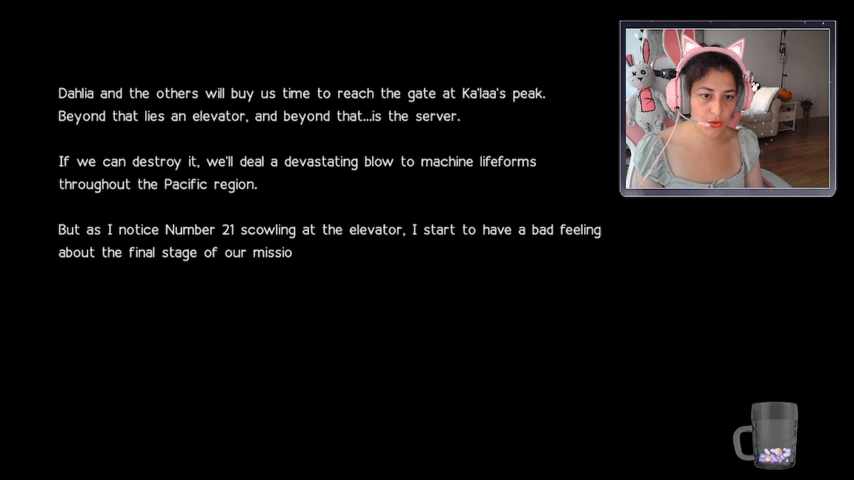 Dahlia and the others will buy us time to reach the gate at Ka'laa's peak.
Beyond that lies an elevator, and beyond that...is the server.
If we can destroy it, we'll deal a devastating blow to machine lifeforms
throughout the Pacific region.
But as I notice Number 21 scowling at the elevator, I start to have a bad feeling
about the final stage of our missio